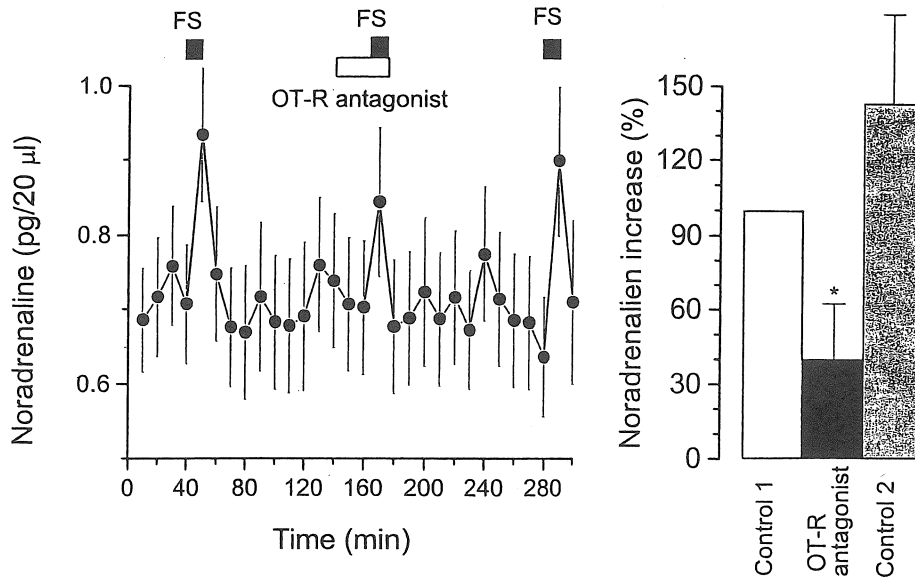 FS
FS
FS
OT-R antagonist
1.0
0.8
0.6
Noradrenaline (pg/20 µl)
0
40
80
120
160
200
240
280
Time (min)
Noradrenalien increase (%)
150
120
90
60
30
0
*
Control 1
OT-R
antagonist
Control 2